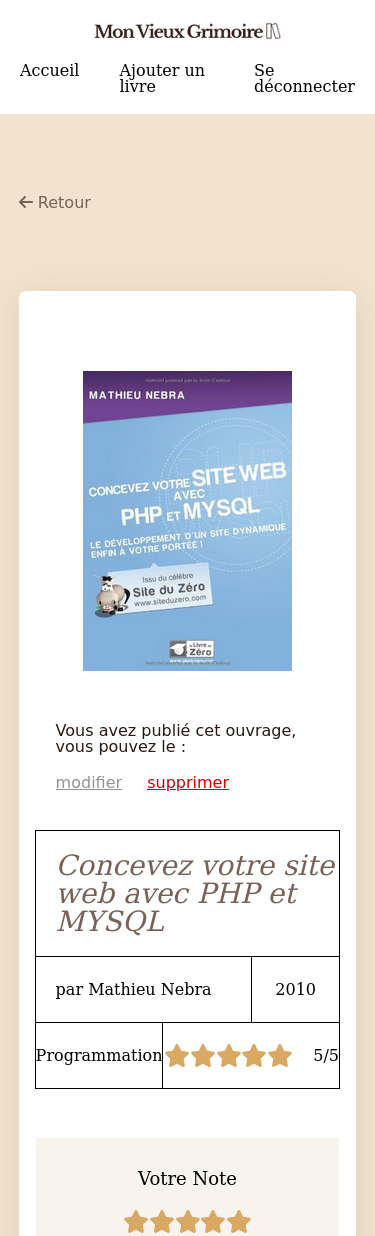 Mon Vieux Grimoire
Accueil
Ajouter un
livre
Se
déconnecter
Retour
MATHIEU NEBRA
CONCEVEZ VOTRE SITE WEB
AVEC
PHP ET MYSQL
LE DÉVELOPPEMENT D'UN SITE DYNAMIQUE
ENFIN À VOTRE PORTÉE !
Issu du célèbre
Site du Zéro
www.siteduzero.com
Livre
Zéro
Vous avez publié cet ouvrage,
vous pouvez le :
modifier supprimer
Concevez votre site
web avec PHP et
MYSQL
par Mathieu Nebra
2010
Programmation
5/5
Votre Note